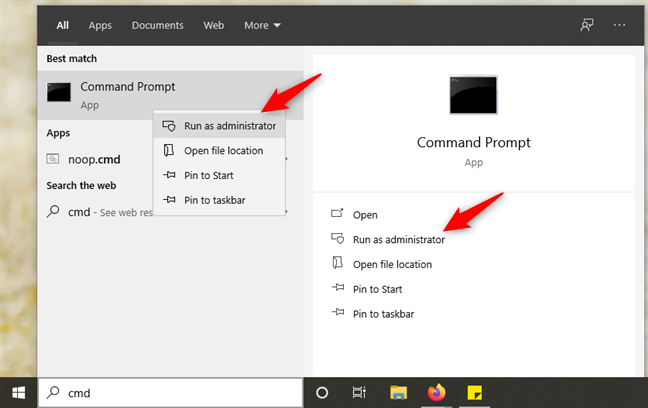 All Apps Documents Web More
Best match
Command Prompt
App
Run as administrator
Open file location
Pin to Start
Pin to taskbar
Apps
noop.cmd
Search the web
cmd - See web res
Command Prompt
App
Open
Run as administrator
Open file location
Pin to Start
Pin to taskbar
cmd